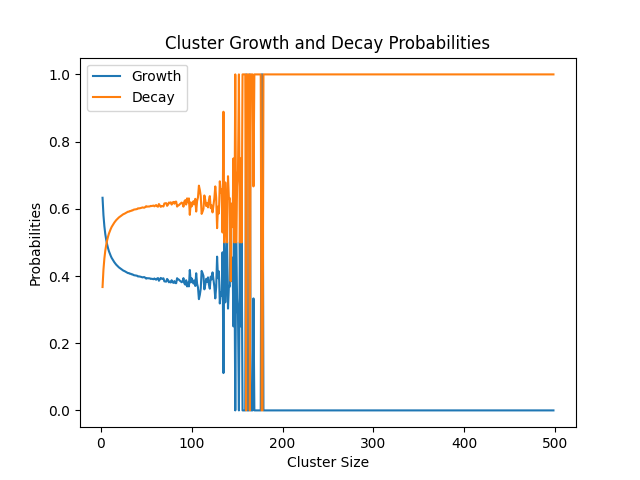 Cluster Growth and Decay Probabilities
Growth
Decay
1.0
0.8
0.6
0.4
0.2
0.0
Probabilities
0 100 200 300 400 500
Cluster Size